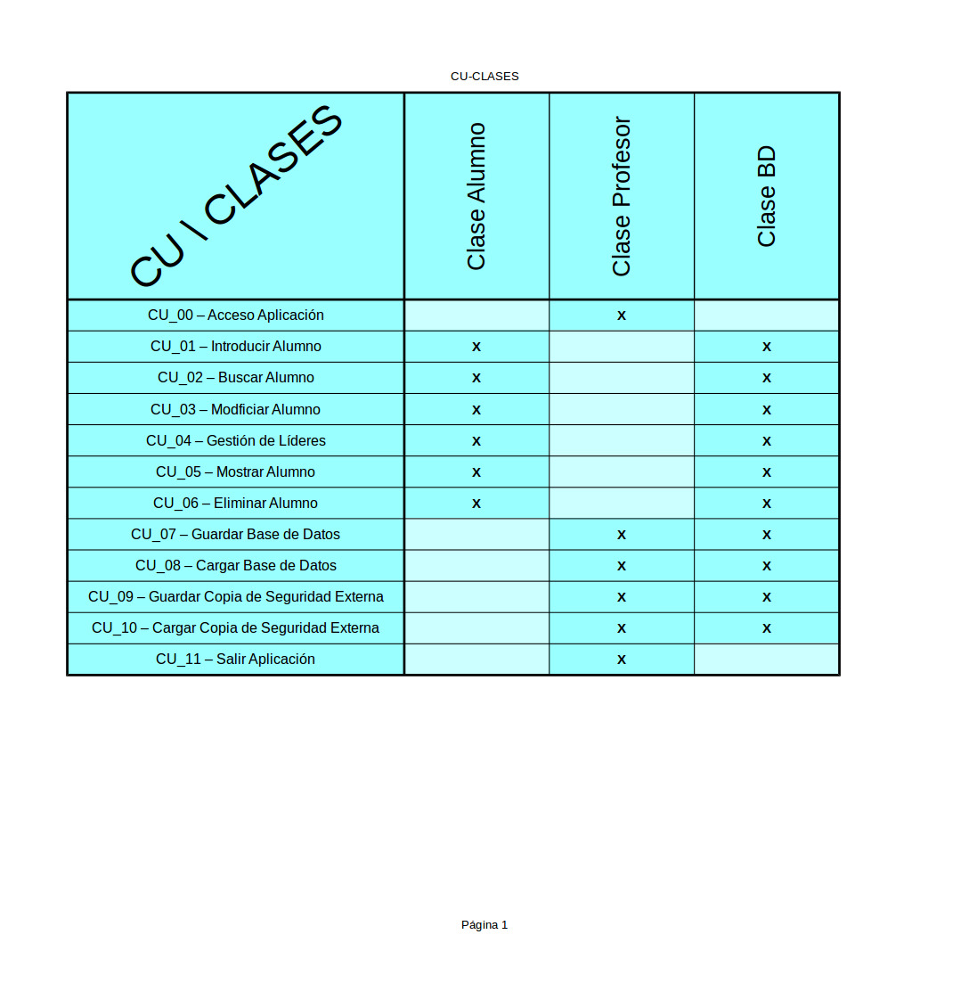 CU-CLASES
CU \ CLASES
Clase Alumno
Clase Profesor
Clase BD
CU_00 – Acceso Aplicación X
CU_01 – Introducir Alumno X X
CU_02 – Buscar Alumno X X
CU_03 – Modficiar Alumno X X
CU_04 – Gestión de Líderes X X
CU_05 – Mostrar Alumno X X
CU_06 – Eliminar Alumno X X
CU_07 – Guardar Base de Datos X X
CU_08 – Cargar Base de Datos X X
CU_09 – Guardar Copia de Seguridad Externa X X
CU_10 – Cargar Copia de Seguridad Externa X X
CU_11 – Salir Aplicación X
Página 1